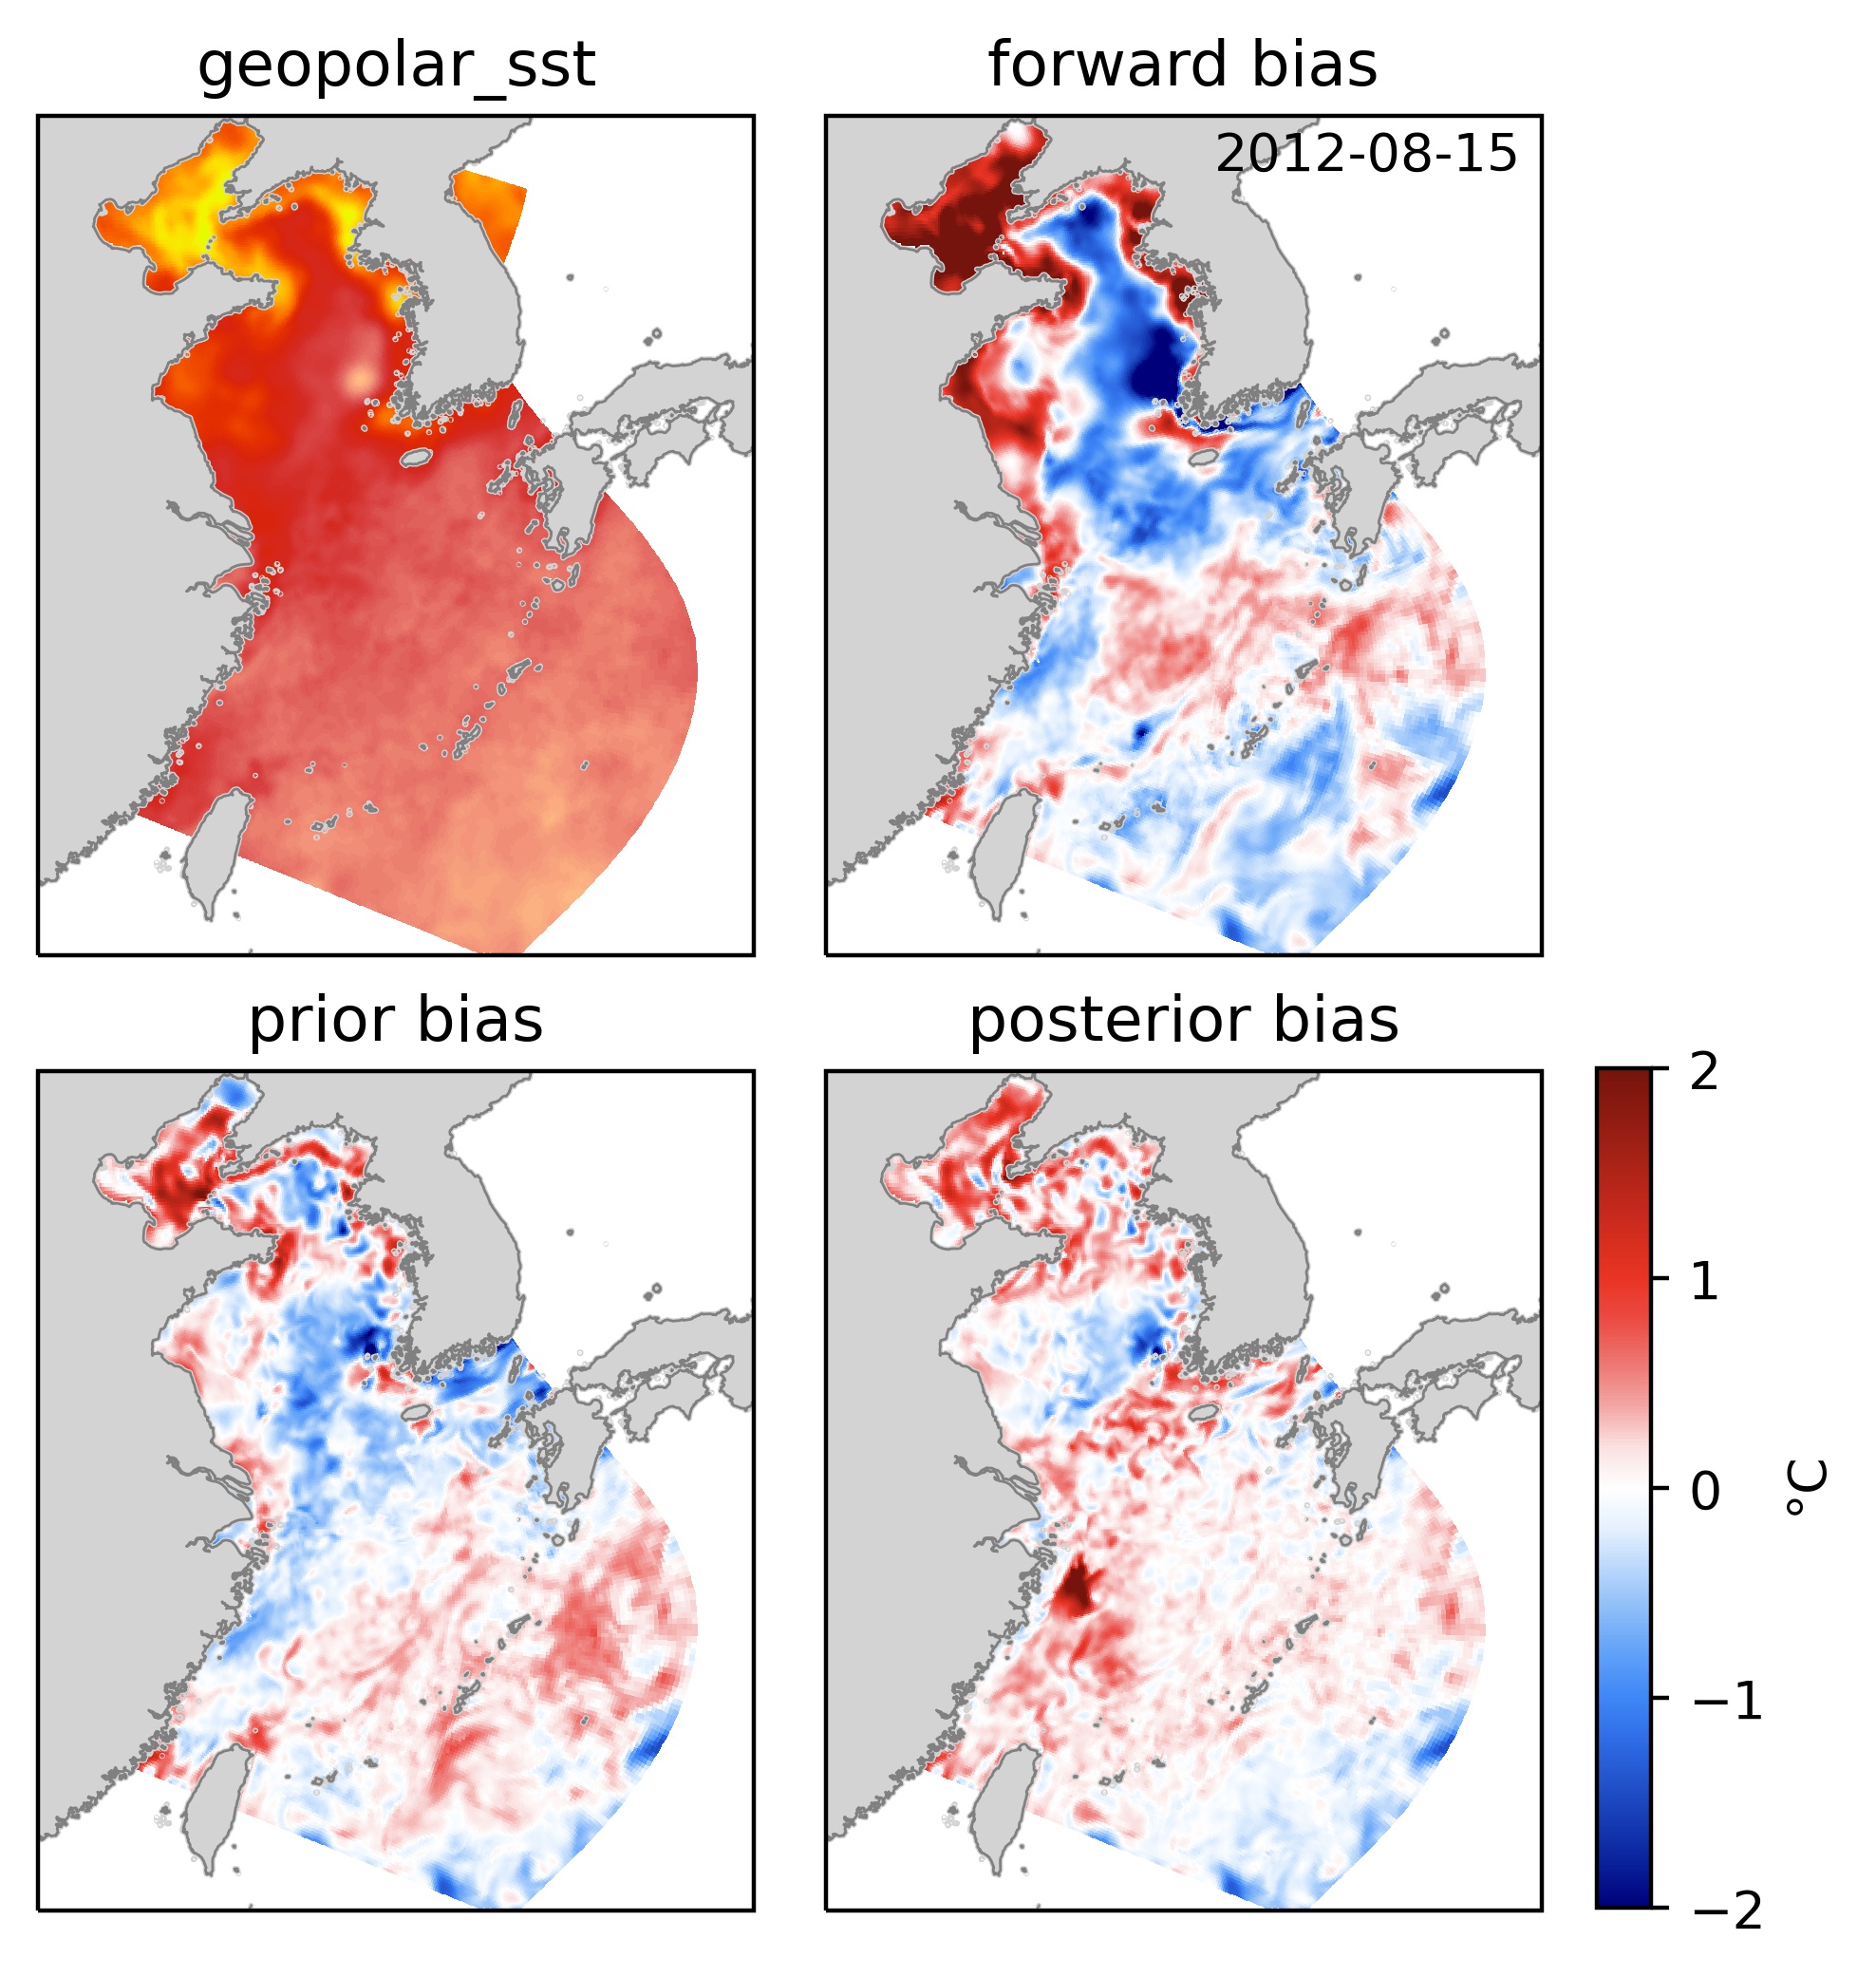 geopolar_sst
forward bias
2012-08-15
prior bias
posterior bias
2
1
0
−1
−2
°C